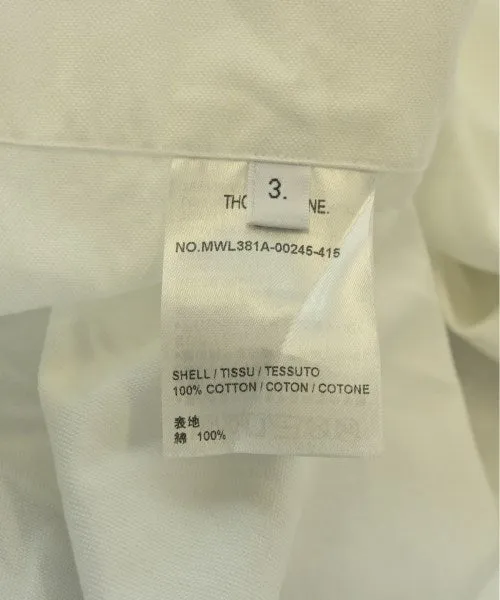 3.
THO NE.
NO.MWL381A-00245-415
SHELL / TISSU / TESSUTO
100% COTTON / COTON / COTONE
表地
綿 100%